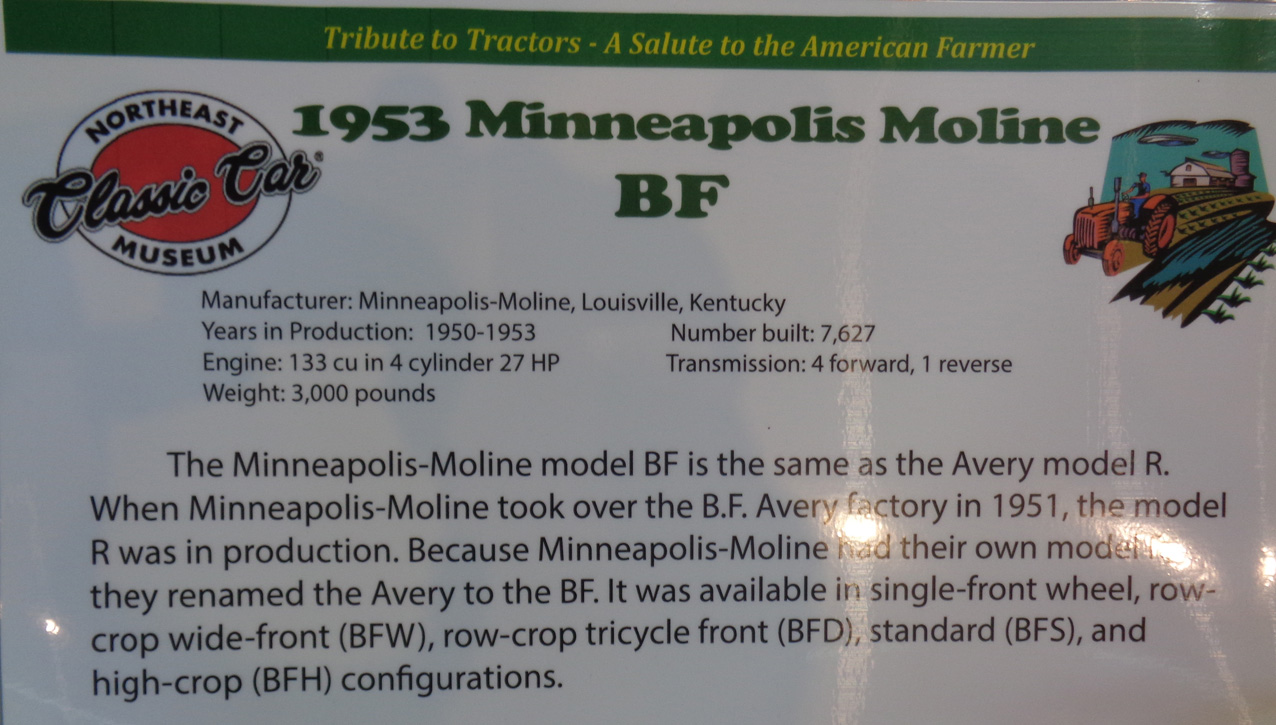 Tribute to Tractors - A Salute to the American Farmer
NORTHEAST
Classic Car®
MUSEUM
1953 Minneapolis Moline
BF
Manufacturer: Minneapolis-Moline, Louisville, Kentucky
Years in Production: 1950-1953 Number built: 7,627
Engine: 133 cu in 4 cylinder 27 HP Transmission: 4 forward, 1 reverse
Weight: 3,000 pounds
The Minneapolis-Moline model BF is the same as the Avery model R.
When Minneapolis-Moline took over the B.F. Avery factory in 1951, the model
R was in production. Because Minneapolis-Moline had their own model
they renamed the Avery to the BF. It was available in single-front wheel, row-
crop wide-front (BFW), row-crop tricycle front (BFD), standard (BFS), and
high-crop (BFH) configurations.